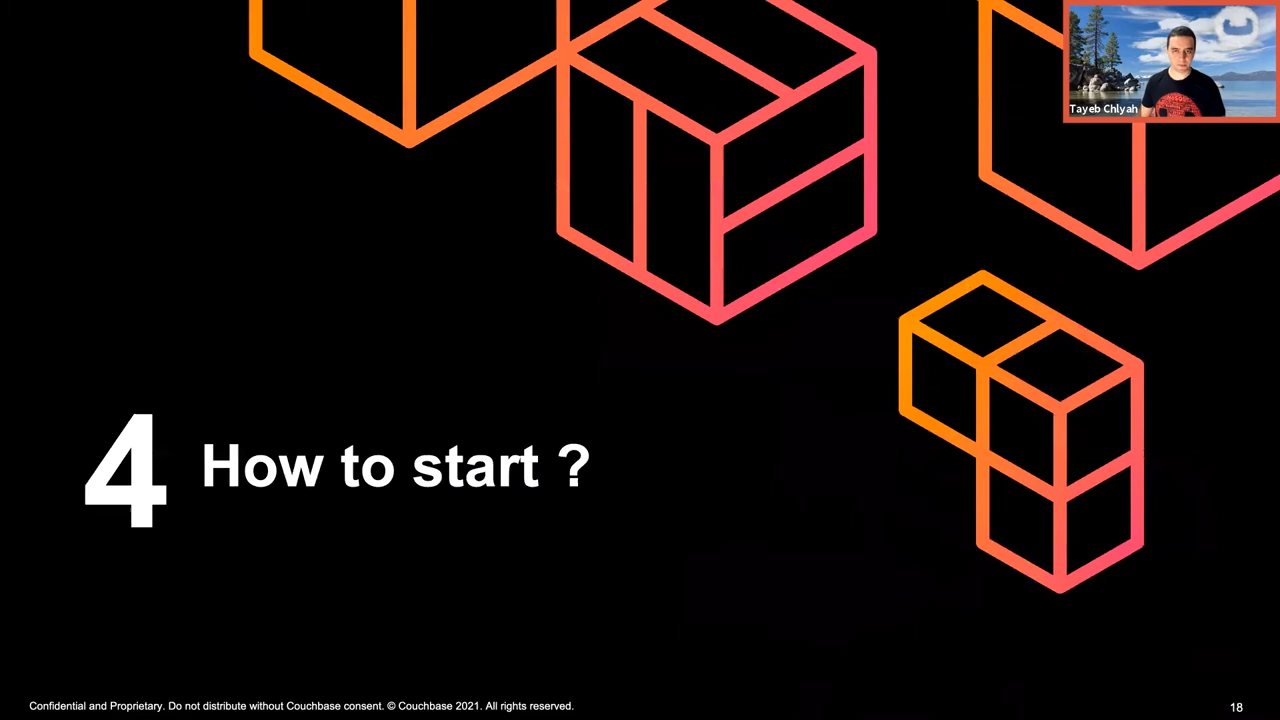 Tayeb Chlyah
4 How to start ?
Confidential and Proprietary. Do not distribute without Couchbase consent. © Couchbase 2021. All rights reserved.
18